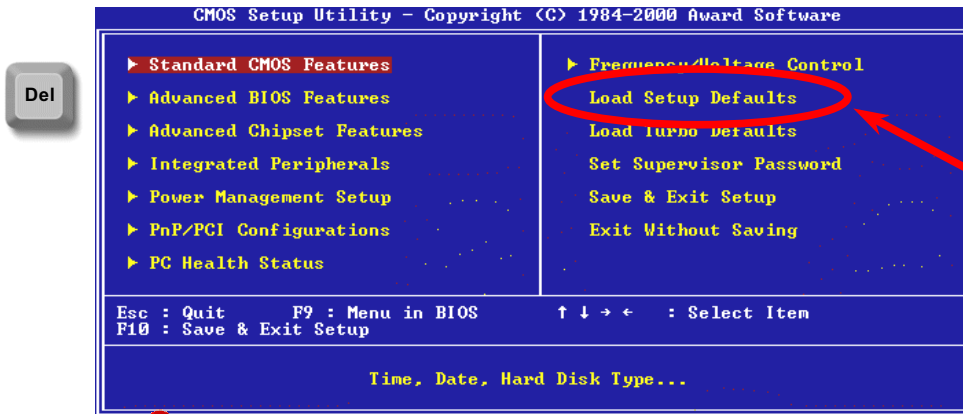 CMOS Setup Utility - Copyright (C) 1984-2000 Award Software
Del
Standard CMOS Features
Advanced BIOS Features
Advanced Chipset Features
Integrated Peripherals
Power Management Setup
PnP/PCI Configurations
PC Health Status
Frequency/Voltage Control
Load Setup Defaults
Load Turbo Defaults
Set Supervisor Password
Save & Exit Setup
Exit Without Saving
Esc : Quit F9 : Menu in BIOS ↑ ↓ → ← : Select Item
F10 : Save & Exit Setup
Time, Date, Hard Disk Type...